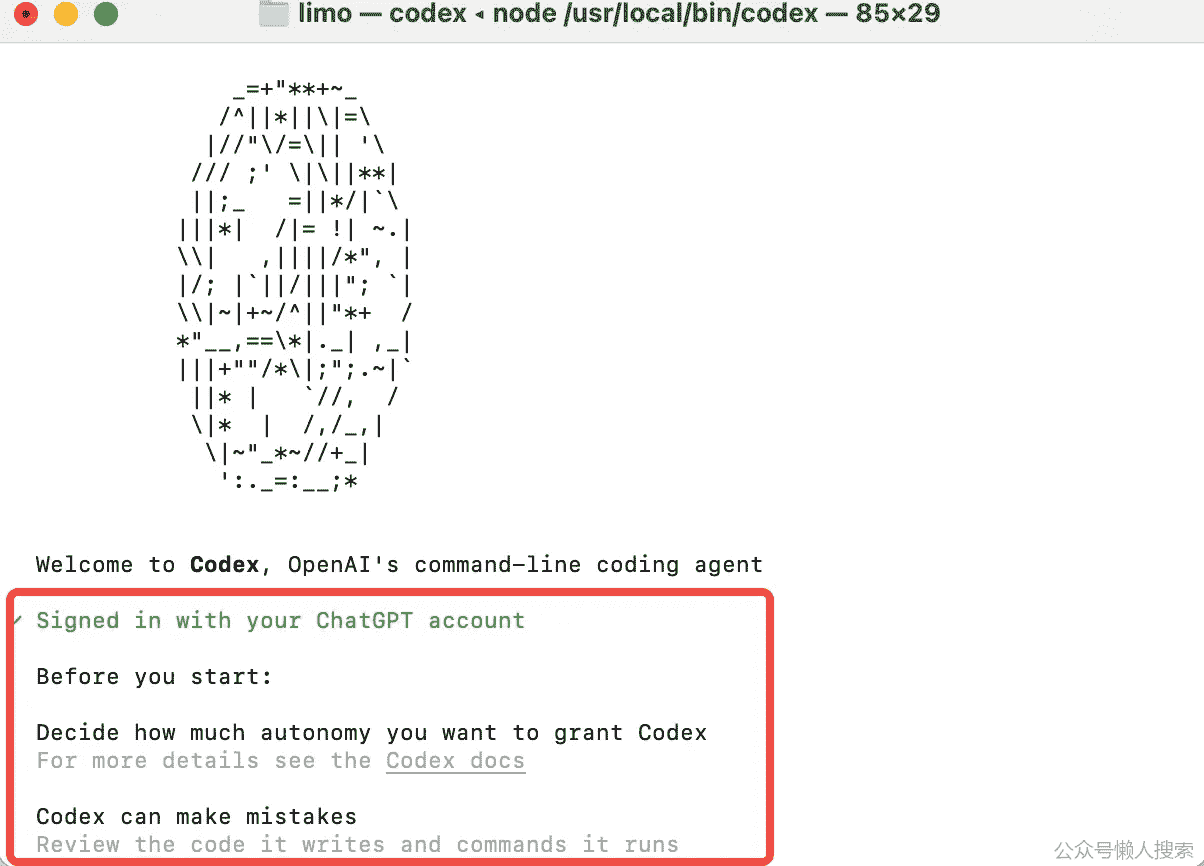 limo — codex ◂ node /usr/local/bin/codex — 85×29
_=+"**+~_
/^||*||\|=\
|//"\/=\|| '\
/// ;' \|\||**|
||;_   =||*/|`\
|||*|  /|= !| ~.|
\\|   ,||||/*", |
|/; |`||/|||"; `|
\\|~|+~/^||"*+  /
*"__,==\*|._| ,_|
|||+""/*\|;";.~|`
||* |   `//,  /
\|*  |  /,/_,|
\|~"_*~//+_|
':._=:__;*
Welcome to Codex, OpenAI's command-line coding agent
✓ Signed in with your ChatGPT account
Before you start:
Decide how much autonomy you want to grant Codex
For more details see the Codex docs
Codex can make mistakes
Review the code it writes and commands it runs
公众号懒人搜索